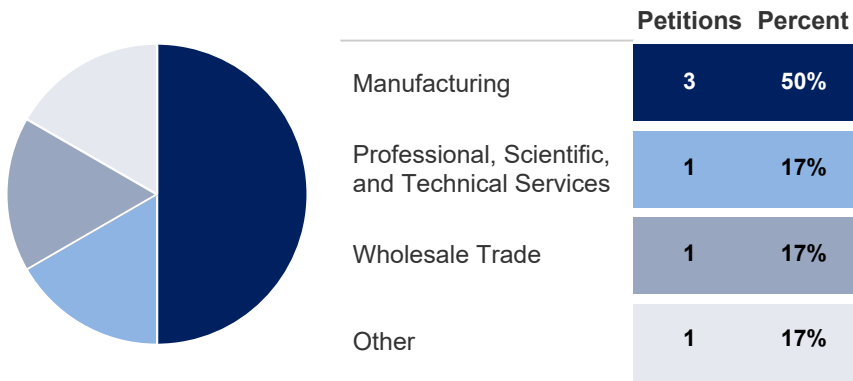 Petitions Percent
Manufacturing 3 50%
Professional, Scientific,
and Technical Services 1 17%
Wholesale Trade 1 17%
Other 1 17%